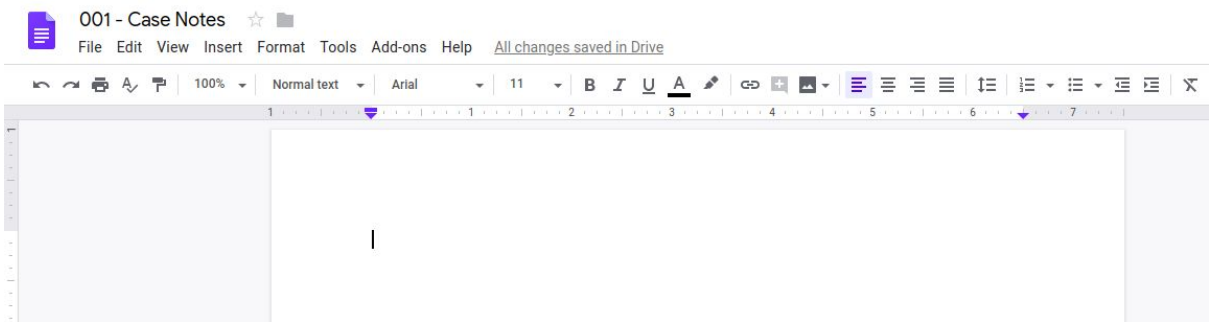 001 - Case Notes
File Edit View Insert Format Tools Add-ons Help All changes saved in Drive
100% Normal text Arial 11 B I U A
1 1 2 3 4 5 6 7
1